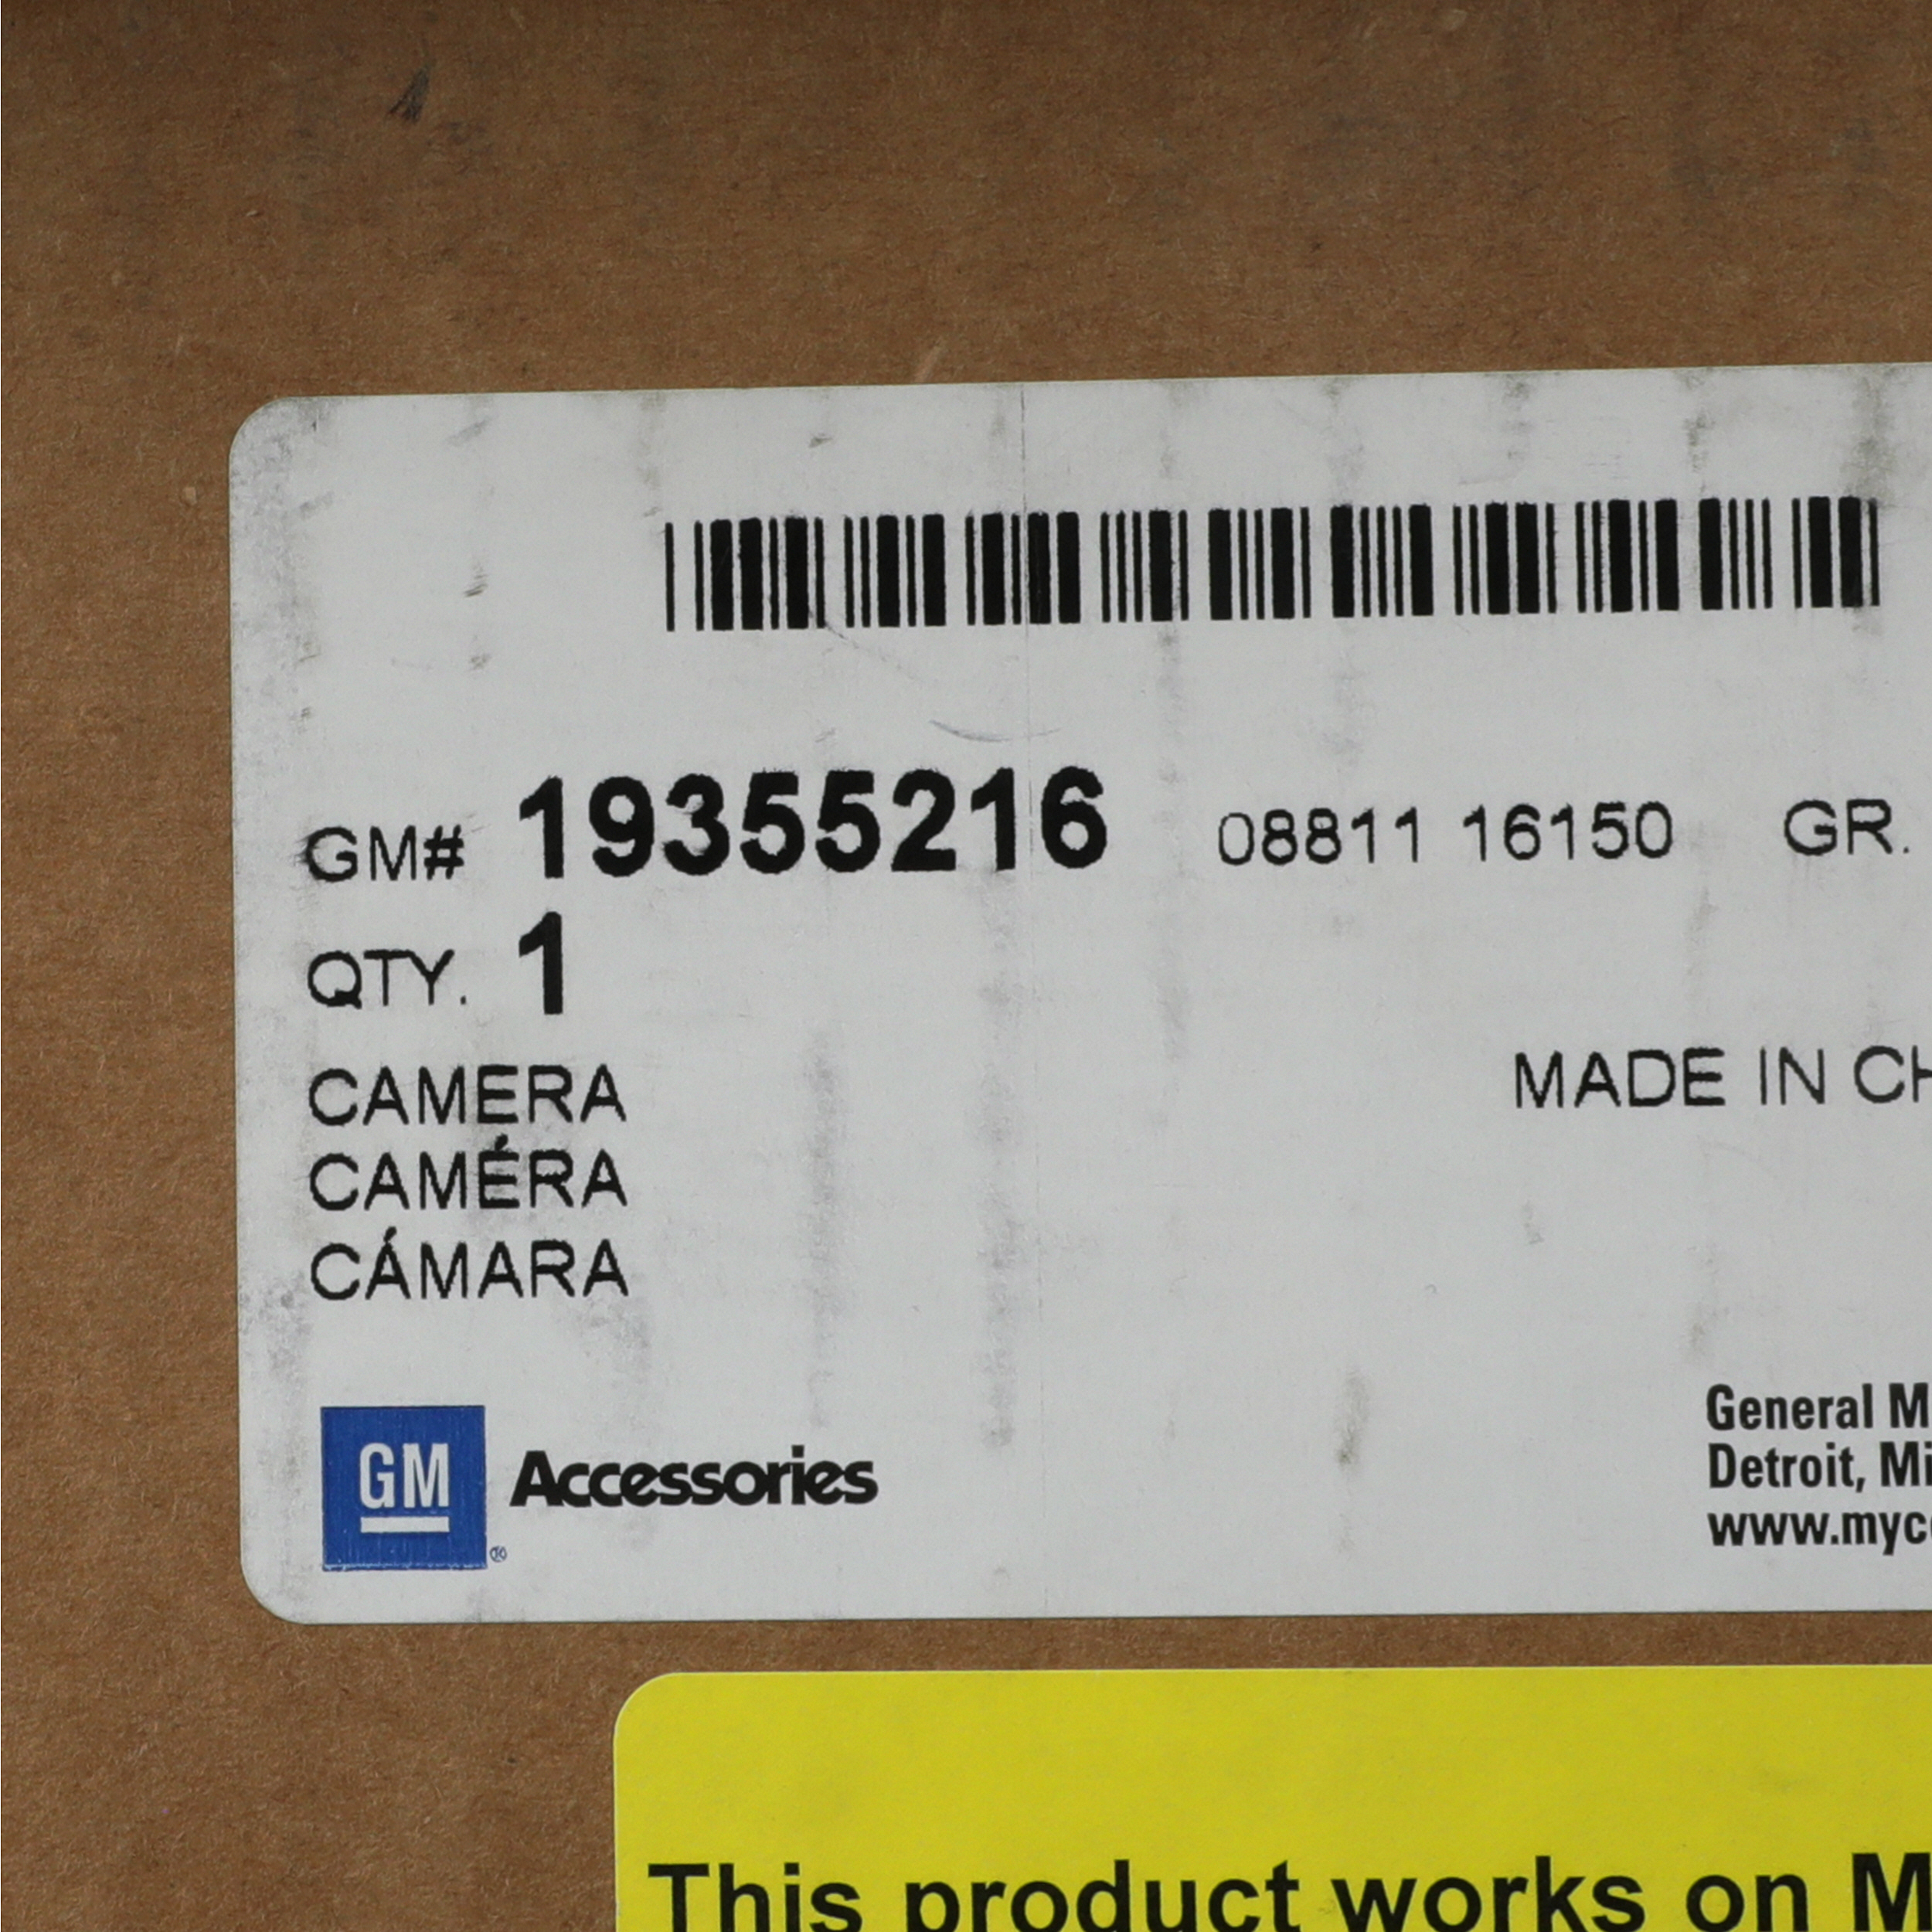 GM# 19355216 08811 16150 GR.
QTY. 1
CAMERA
CAMÉRA
CÁMARA
MADE IN
GM ® Accessories
General
Detroit,
This product works on